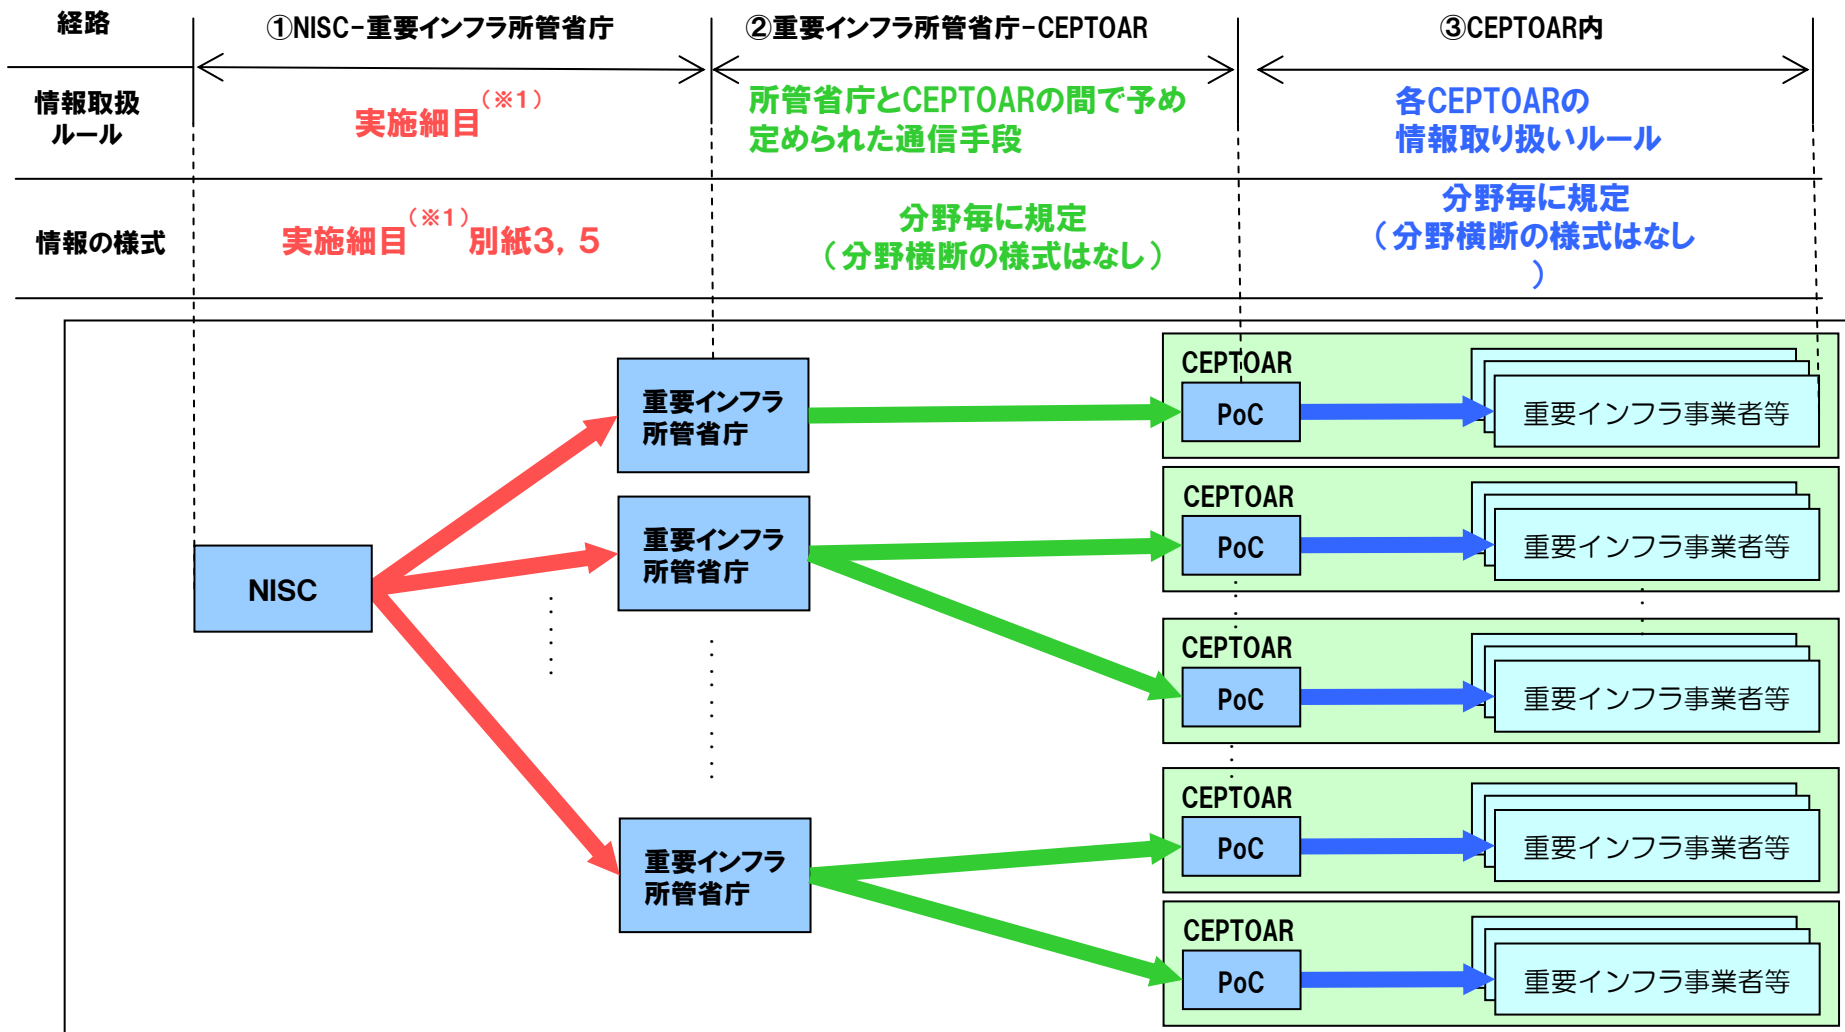 経路
①NISC-重要インフラ所管省庁
②重要インフラ所管省庁-CEPTOAR
③CEPTOAR内
情報取扱
ルール
実施細目(※1)
所管省庁とCEPTOARの間で予め
定められた通信手段
各CEPTOARの
情報取り扱いルール
情報の様式
実施細目(※1)別紙3，5
分野毎に規定
(分野横断の様式はなし)
分野毎に規定
(分野横断の様式はなし
)
NISC
重要インフラ
所管省庁
重要インフラ
所管省庁
重要インフラ
所管省庁
CEPTOAR
PoC
重要インフラ事業者等
CEPTOAR
PoC
重要インフラ事業者等
CEPTOAR
PoC
重要インフラ事業者等
CEPTOAR
PoC
重要インフラ事業者等
CEPTOAR
PoC
重要インフラ事業者等